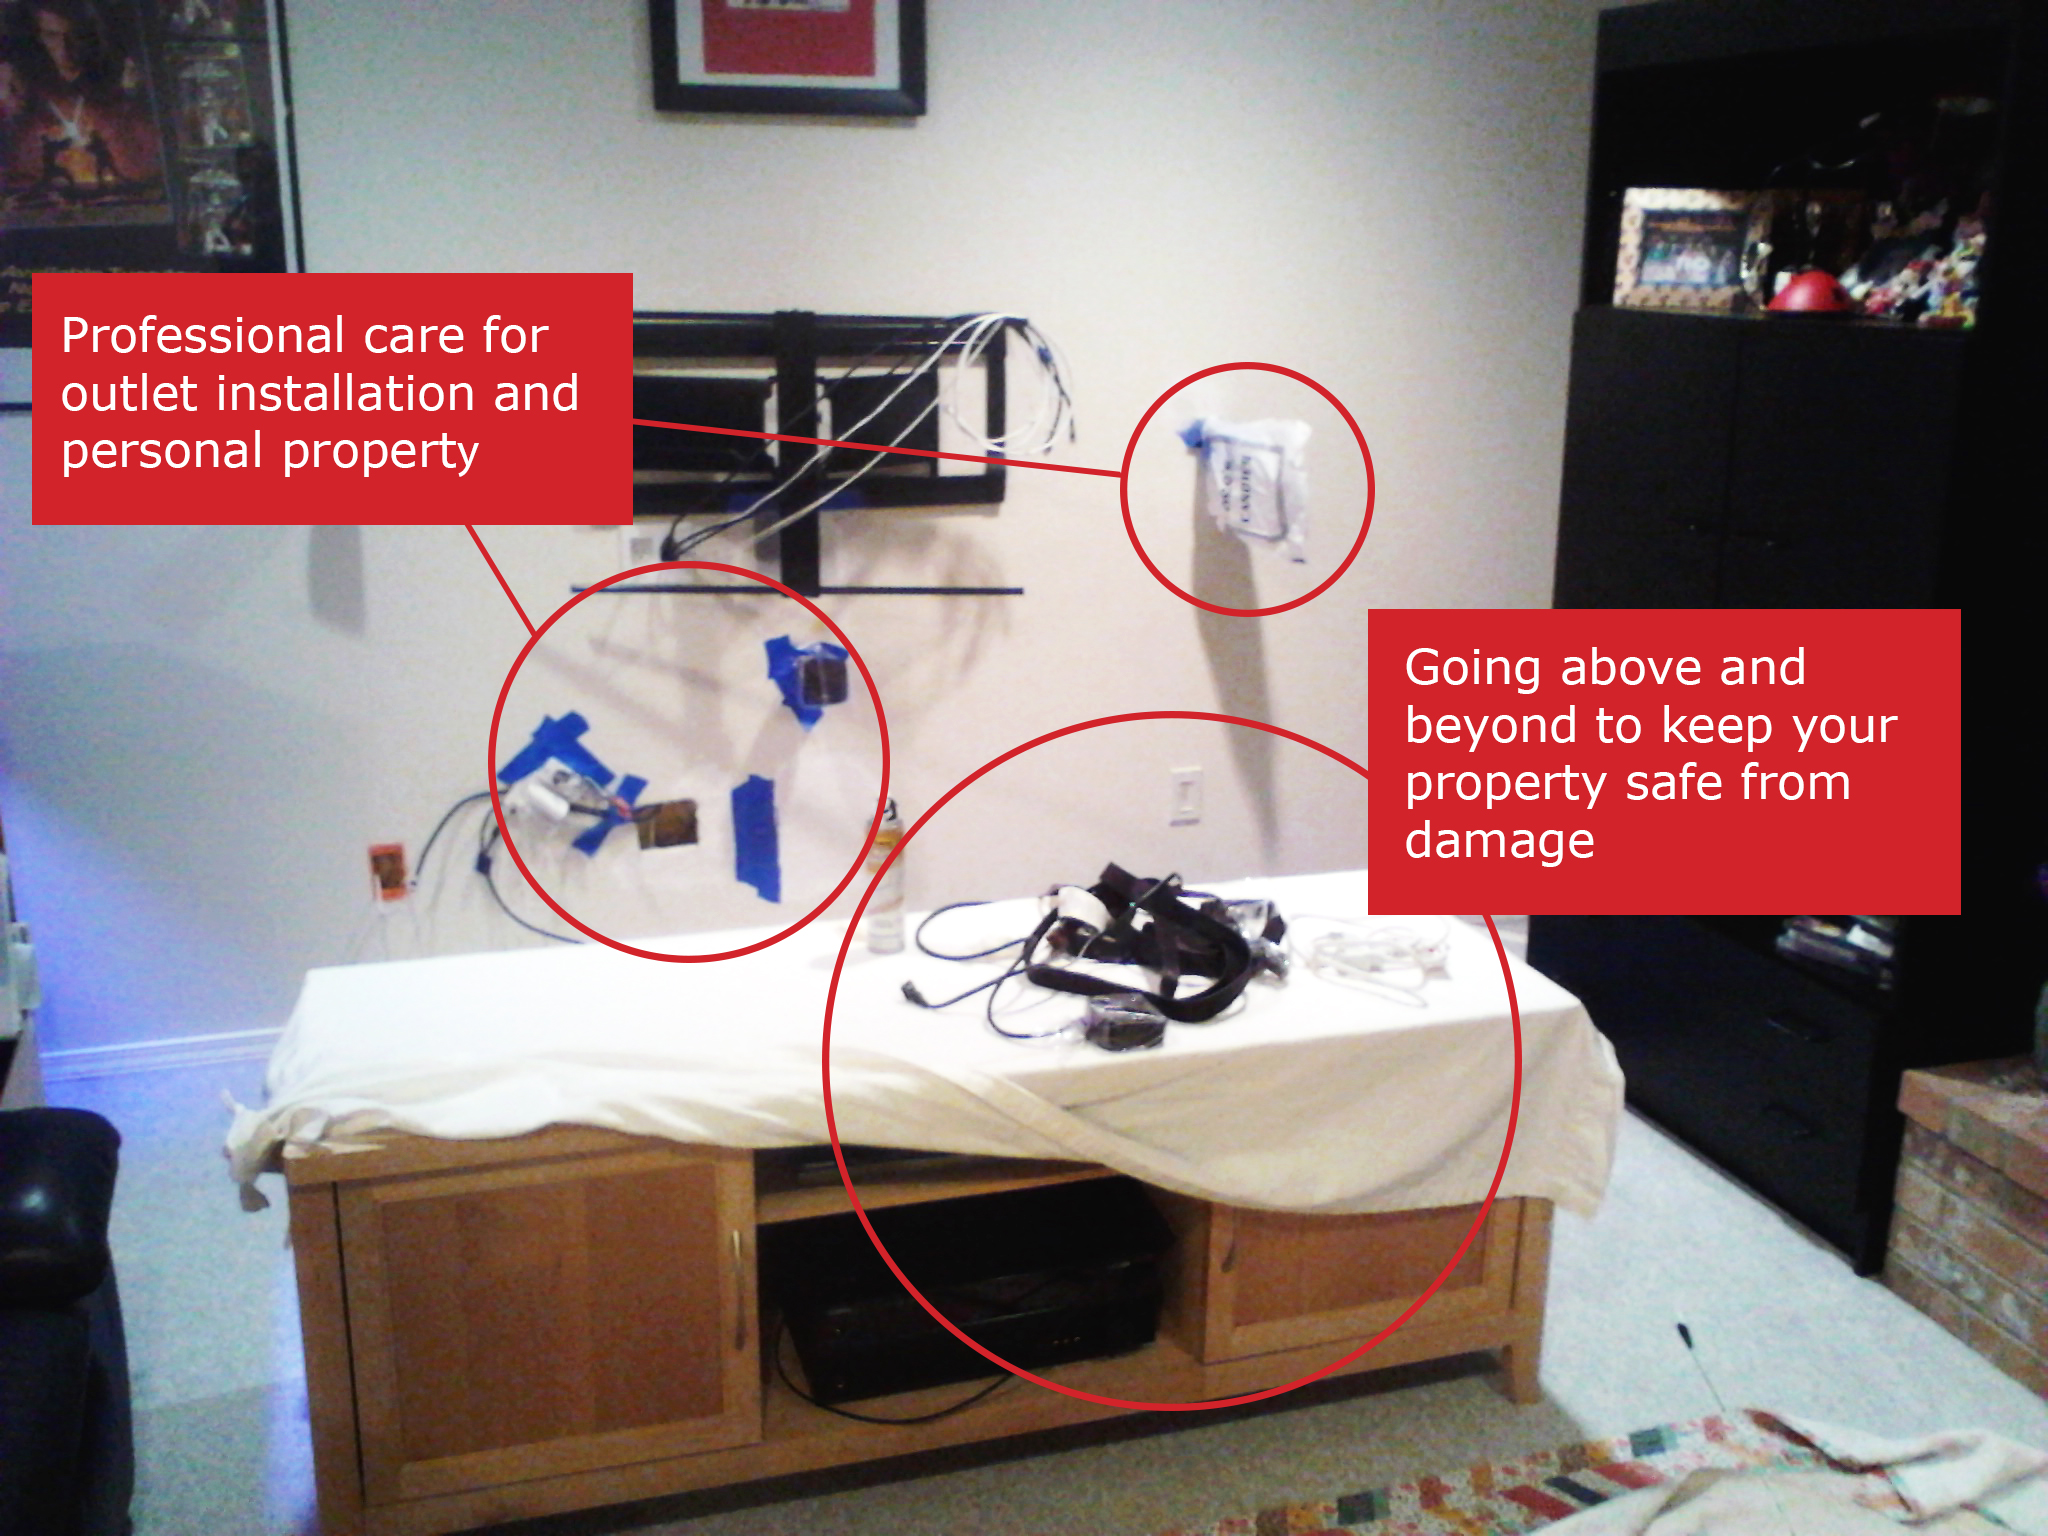 Professional care for
outlet installation and
personal property
Going above and
beyond to keep your
property safe from
damage